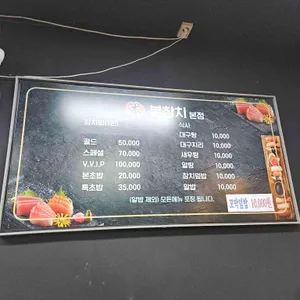 본참치 본점
참치회(1인)
골드 50,000
스페셜 70,000
V.V.I.P 100,000
본초밥 20,000
특초밥 35,000
식사
대구탕 10,000
대구지리 10,000
새우탕 10,000
알탕 10,000
참치덮밥 10,000
알밥 10,000
(알밥 제외) 모든메뉴 포장 됩니다.
10,000원